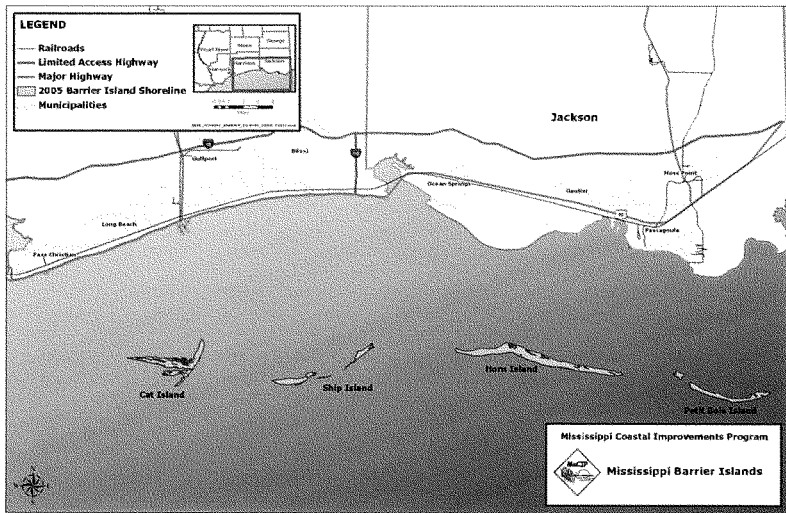 LEGEND
Railroads
Limited Access Highway
Major Highway
2005 Barrier Island Shoreline
Municipalities
Jackson
Biloxi
Gulfport
Ocean Springs
Gautier
Moss Point
Pascagoula
Long Beach
Pass Christian
Cat Island
Ship Island
Horn Island
Petit Bois Island
Mississippi Coastal Improvements Program
MsCIP
Mississippi Barrier Islands